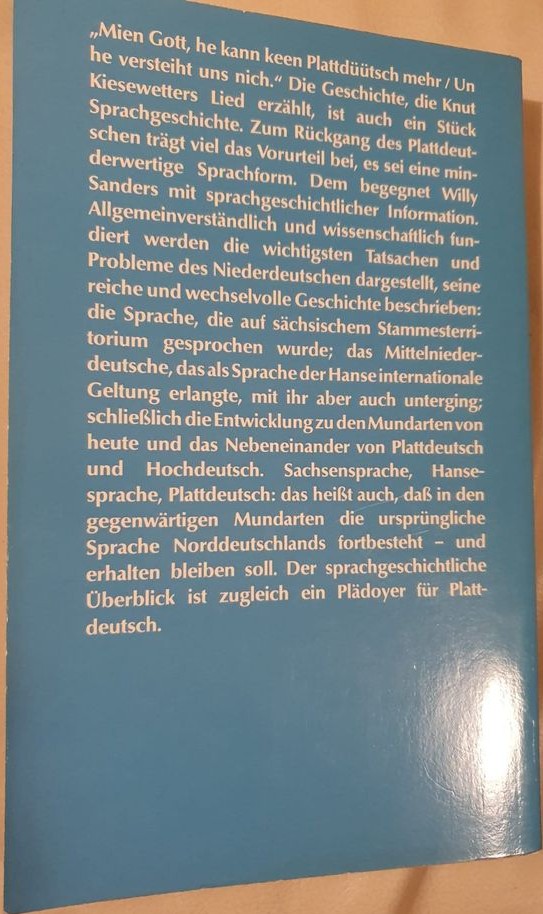 „Mien Gott, he kann keen Plattdüütsch mehr / Un
he versteiht uns nich.“ Die Geschichte, die Knut
Kiesewetters Lied erzählt, ist auch ein Stück
Sprachgeschichte. Zum Rückgang des Plattdeut-
schen trägt viel das Vorurteil bei, es sei eine min-
derwertige Sprachform. Dem begegnet Willy
Sanders mit sprachgeschichtlicher Information.
Allgemeinverständlich und wissenschaftlich fun-
diert werden die wichtigsten Tatsachen und
Probleme des Niederdeutschen dargestellt, seine
reiche und wechselvolle Geschichte beschrieben:
die Sprache, die auf sächsischem Stammesterri-
torium gesprochen wurde; das Mittelnieder-
deutsche, das als Sprache der Hanse internationale
Geltung erlangte, mit ihr aber auch unterging;
schließlich die Entwicklung zu den Mundarten von
heute und das Nebeneinander von Plattdeutsch
und Hochdeutsch. Sachsensprache, Hanse-
sprache, Plattdeutsch: das heißt auch, daß in den
gegenwärtigen Mundarten die ursprüngliche
Sprache Norddeutschlands fortbesteht – und
erhalten bleiben soll. Der sprachgeschichtliche
Überblick ist zugleich ein Plädoyer für Platt-
deutsch.